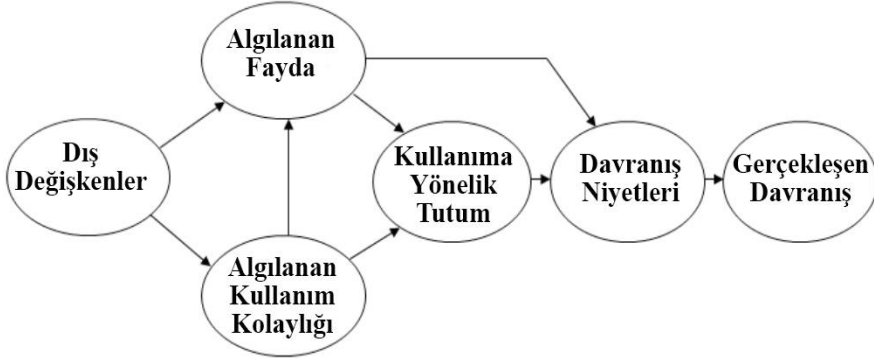 Algılanan
Fayda
Dış
Değişkenler
Kullanıma
Yönelik
Tutum
Davranış
Niyetleri
Gerçekleşen
Davranış
Algılanan
Kullanım
Kolaylığı